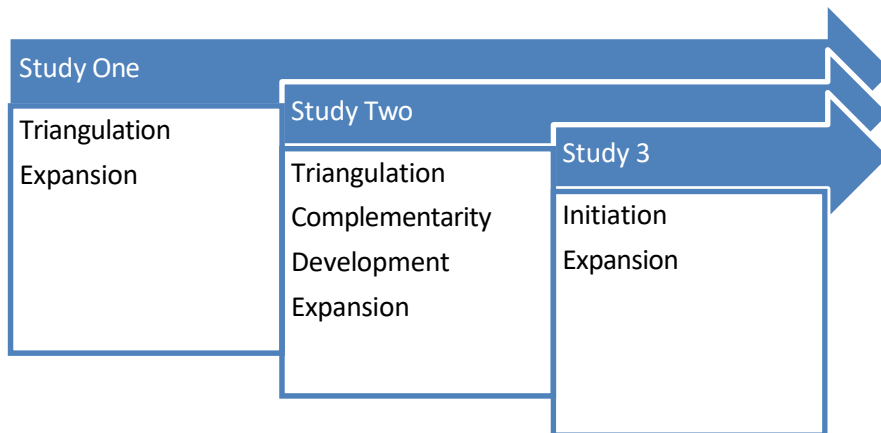 Study One
Triangulation
Expansion
Study Two
Triangulation
Complementarity
Development
Expansion
Study 3
Initiation
Expansion